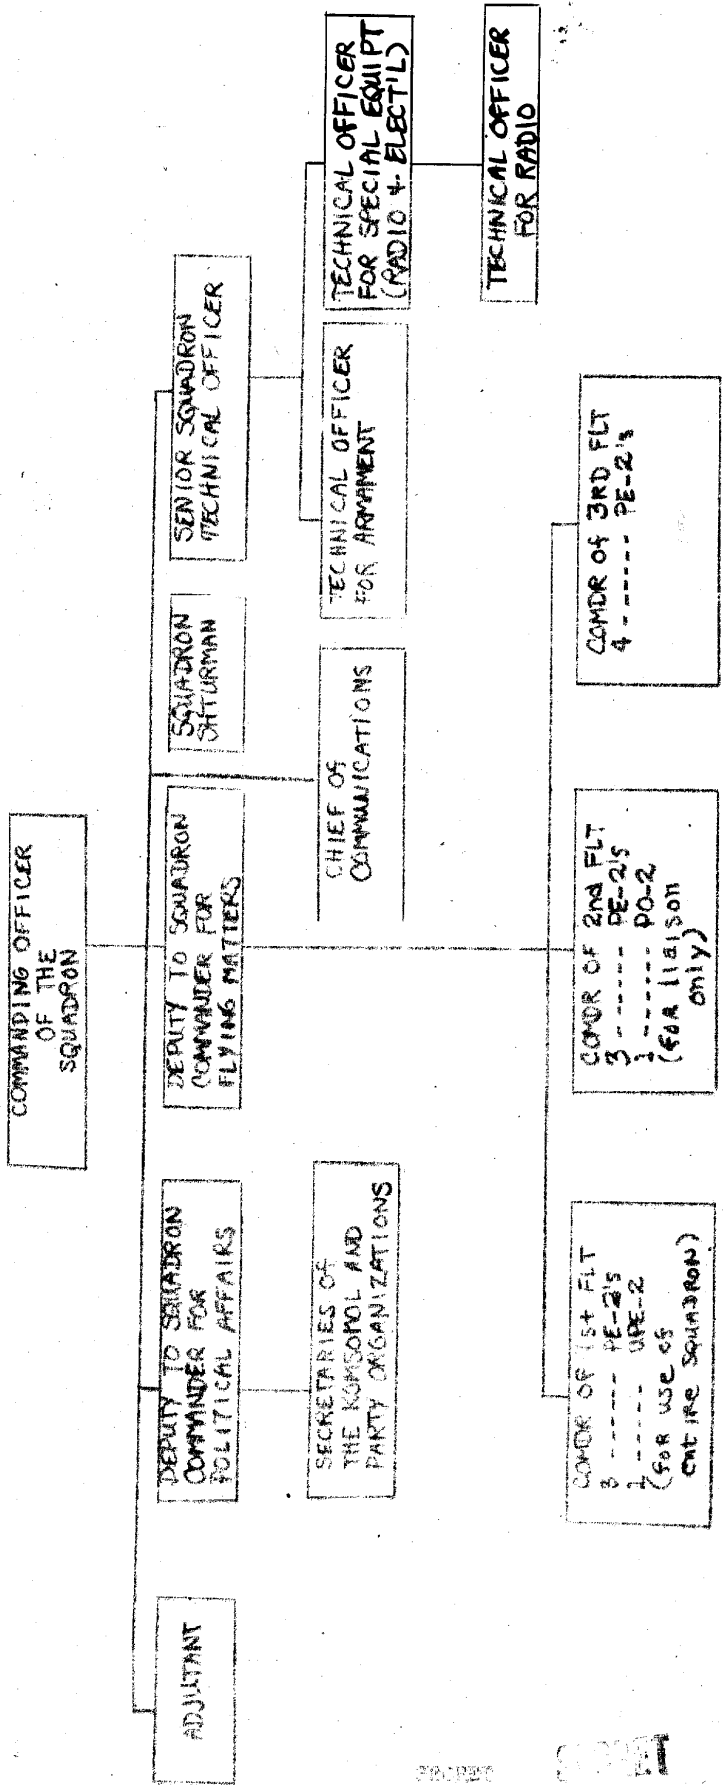 COMMANDING OFFICER
OF THE
SQUADRON
ADJUTANT
DEPUTY TO SQUADRON
COMMANDER FOR
POLITICAL AFFAIRS
DEPUTY TO SQUADRON
COMMANDER FOR
FLYING MATTERS
SQUADRON
SHTURMAN
SENIOR SQUADRON
TECHNICAL OFFICER
SECRETARIES OF
THE KOMSOMOL AND
PARTY ORGANIZATIONS
CHIEF OF
COMMUNICATIONS
TECHNICAL OFFICER
FOR ARMAMENT
TECHNICAL OFFICER
FOR SPECIAL EQUIPT
(RADIO & ELECT'L)
TECHNICAL OFFICER
FOR RADIO
COMDR OF 1st FLT
3 ----- PE-2's
1 ----- UPE-2
(FOR USE OF
entire SQUADRON)
COMDR OF 2nd FLT
3 ------ PE-2's
1 ------ PO-2
(FOR liaison
only)
COMDR OF 3RD FLT
4 ----- PE-2's
SECRET
SECRET